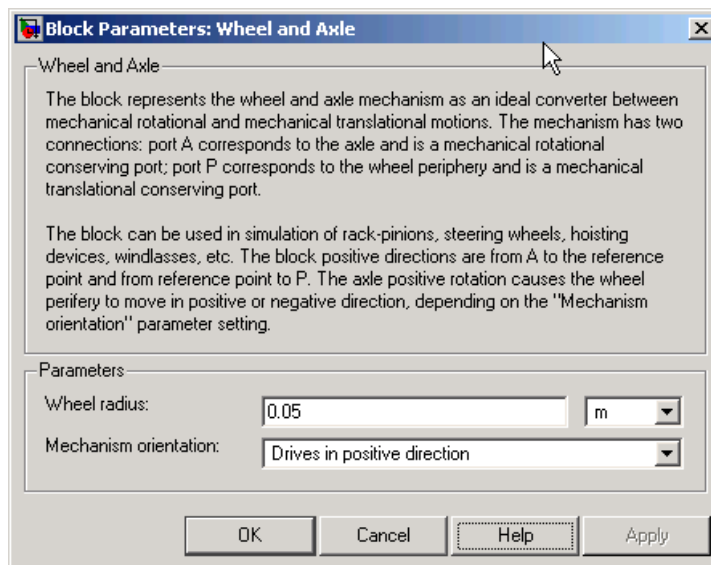 Block Parameters: Wheel and Axle
Wheel and Axle
The block represents the wheel and axle mechanism as an ideal converter between
mechanical rotational and mechanical translational motions. The mechanism has two
connections: port A corresponds to the axle and is a mechanical rotational
conserving port; port P corresponds to the wheel periphery and is a mechanical
translational conserving port.
The block can be used in simulation of rack-pinions, steering wheels, hoisting
devices, windlasses, etc. The block positive directions are from A to the reference
point and from reference point to P. The axle positive rotation causes the wheel
perifery to move in positive or negative direction, depending on the "Mechanism
orientation" parameter setting.
Parameters
Wheel radius: 0.05 m
Mechanism orientation: Drives in positive direction
OK Cancel Help Apply